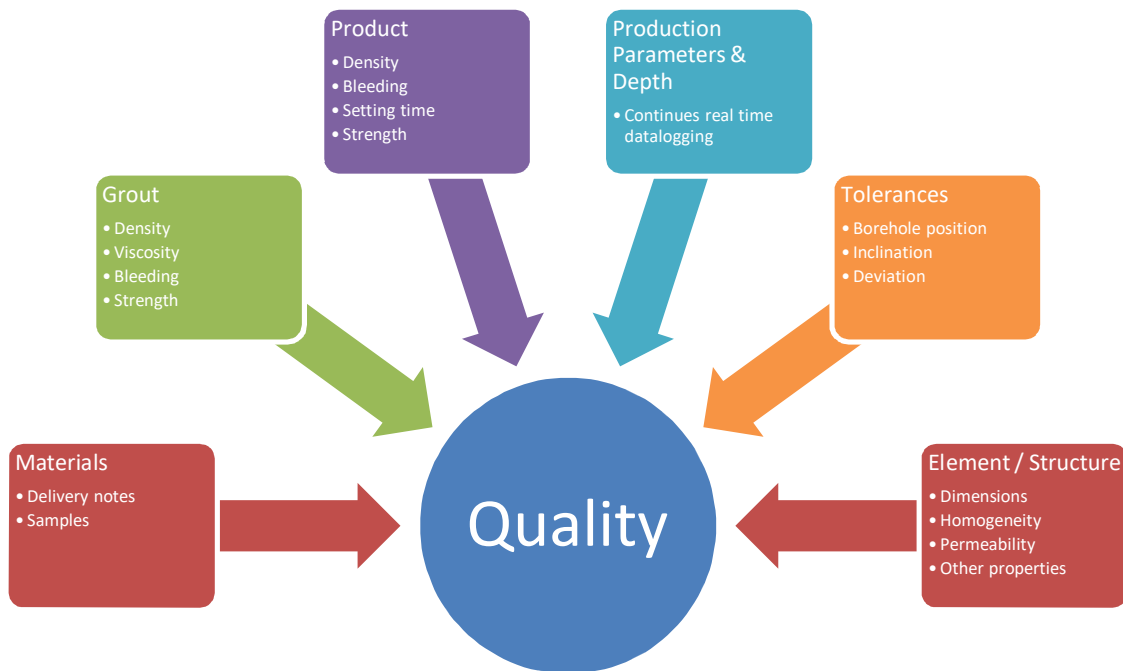 Product
• Density
• Bleeding
• Setting time
• Strength
Production
Parameters &
Depth
• Continues real time
datalogging
Grout
• Density
• Viscosity
• Bleeding
• Strength
Tolerances
• Borehole position
• Inclination
• Deviation
Materials
• Delivery notes
• Samples
Quality
Element / Structure
• Dimensions
• Homogeneity
• Permeability
• Other properties